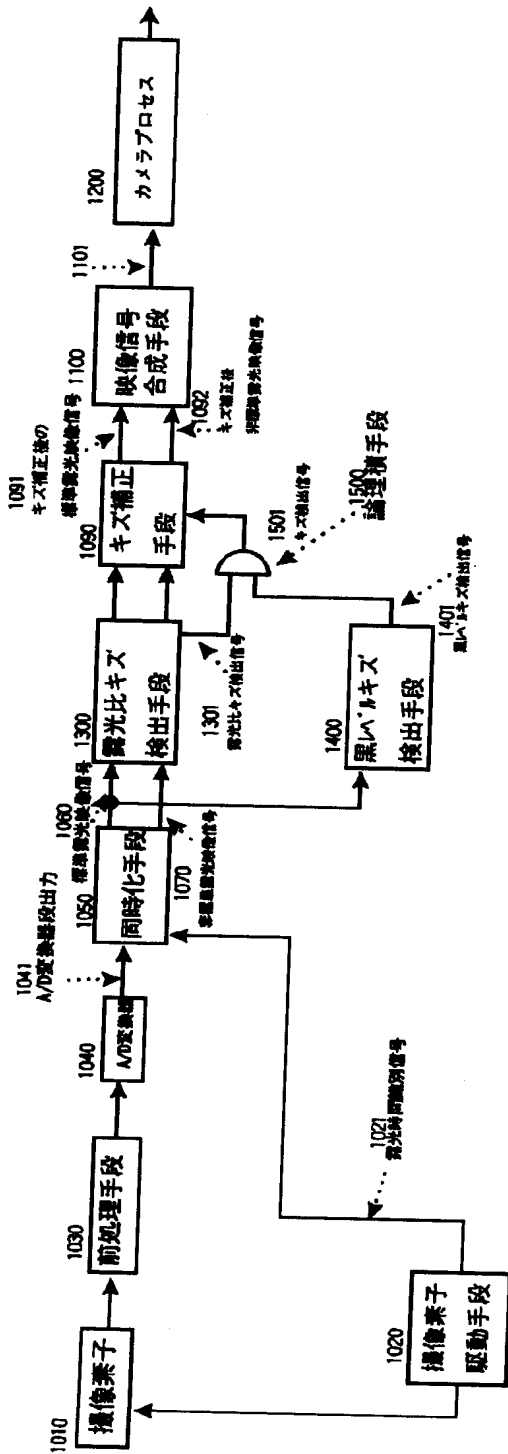 1010
撮像素子
1020
撮像素子
駆動手段
1021
露光時間識別信号
1030
前処理手段
1040
A/D変換器
1041
A/D変換器段出力
1050
同時化手段
1060
標準露光映像信号
1070
非標準露光映像信号
1300
露光比キズ
検出手段
1301
露光比キズ検出信号
1400
黒レベルキズ
検出手段
1401
黒レベルキズ検出信号
1500
論理積手段
1501
キズ検出信号
1090
キズ補正
手段
1091
キズ補正後の
標準露光映像信号
1092
キズ補正後
非標準露光映像信号
1100
映像信号
合成手段
1101
1200
カメラプロセス